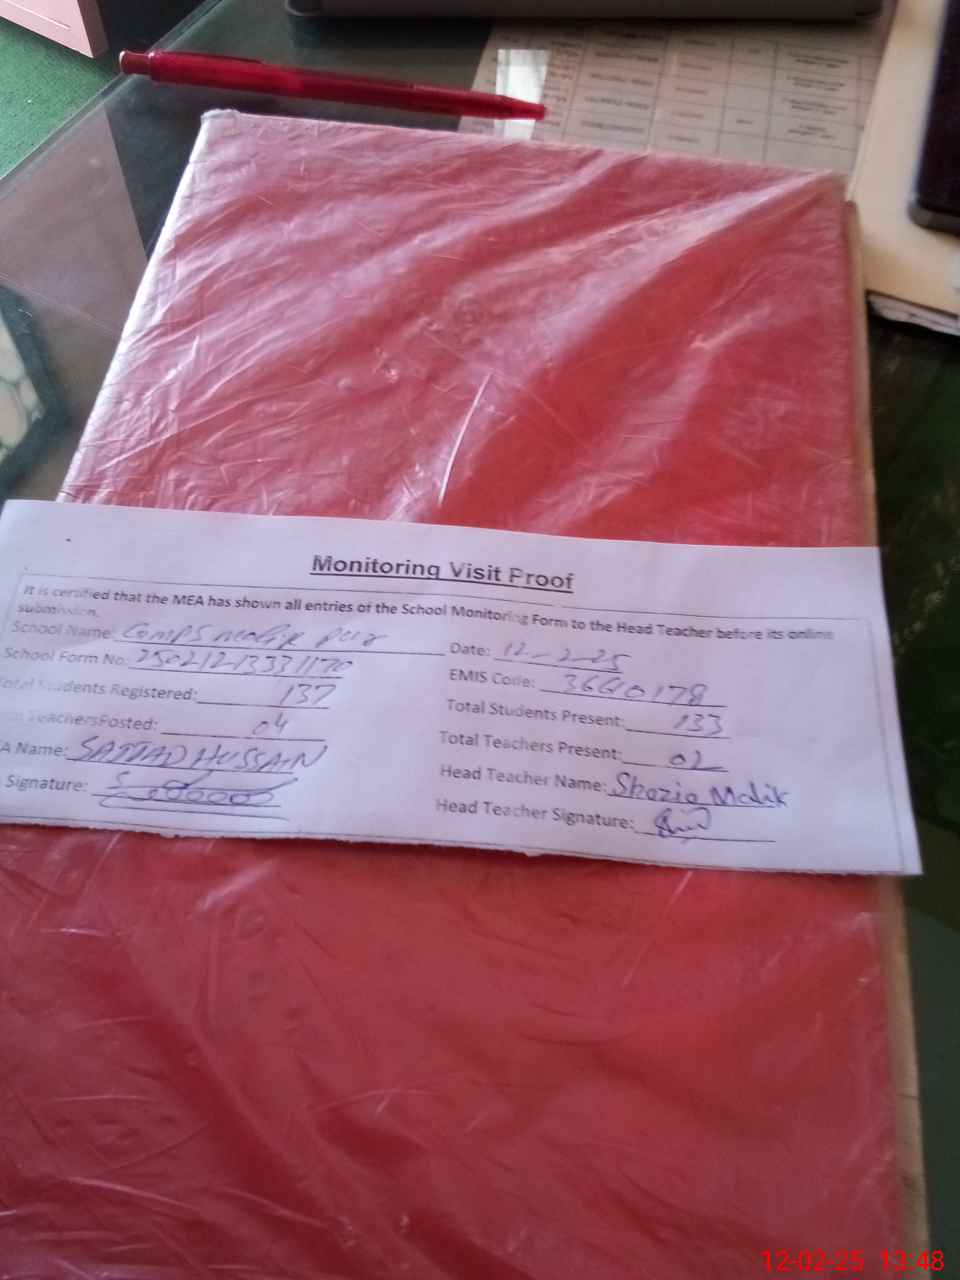 Monitoring Visit Proof
It is certified that the MEA has shown all entries of the School Monitoring Form to the Head Teacher before its online
submission.
School Name: Comps
Date: 12-2-25
School Form No: 25021213331170
EMIS Code: 36610178
Total Students Registered: 137
Total Students Present: 133
Teachers Posted: 04
Total Teachers Present: 02
A Name: SAJJAD HUSSAIN
Head Teacher Name: Shazia Malik
Signature:
Head Teacher Signature:
12-02-25 13:48